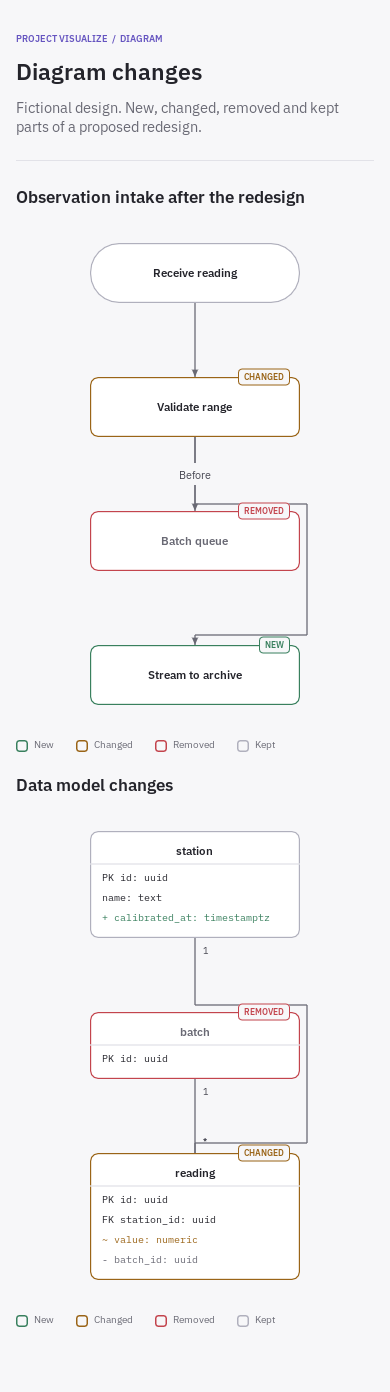 PROJECT VISUALIZE / DIAGRAM
Diagram changes
Fictional design. New, changed, removed and kept
parts of a proposed redesign.
Observation intake after the redesign
Receive reading
CHANGED
Validate range
Before
REMOVED
Batch queue
NEW
Stream to archive
New Changed Removed Kept
Data model changes
station
PK id: uuid
name: text
+ calibrated_at: timestamptz
1
REMOVED
batch
PK id: uuid
1
*
CHANGED
reading
PK id: uuid
FK station_id: uuid
~ value: numeric
- batch_id: uuid
New Changed Removed Kept